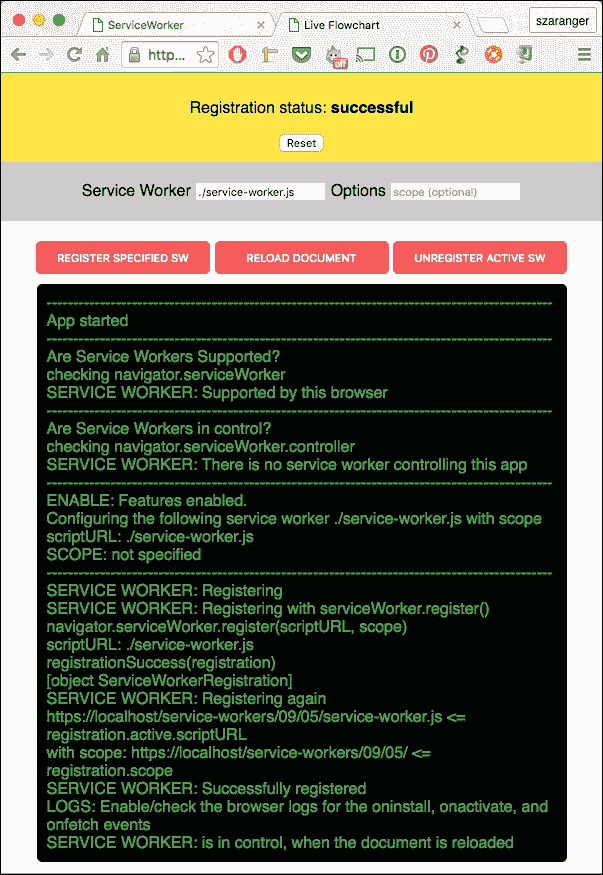 ServiceWorker
Live Flowchart
szaranger
http...
off
Registration status: successful
Reset
Service Worker ./service-worker.js Options scope (optional)
REGISTER SPECIFIED SW
RELOAD DOCUMENT
UNREGISTER ACTIVE SW
App started
Are Service Workers Supported?
checking navigator.serviceWorker
SERVICE WORKER: Supported by this browser
Are Service Workers in control?
checking navigator.serviceWorker.controller
SERVICE WORKER: There is no service worker controlling this app
ENABLE: Features enabled.
Configuring the following service worker ./service-worker.js with scope
scriptURL: ./service-worker.js
SCOPE: not specified
SERVICE WORKER: Registering
SERVICE WORKER: Registering with serviceWorker.register()
navigator.serviceWorker.register(scriptURL, scope)
scriptURL: ./service-worker.js
registrationSuccess(registration)
[object ServiceWorkerRegistration]
SERVICE WORKER: Registering again
https://localhost/service-workers/09/05/service-worker.js <=
registration.active.scriptURL
with scope: https://localhost/service-workers/09/05/ <=
registration.scope
SERVICE WORKER: Successfully registered
LOGS: Enable/check the browser logs for the oninstall, onactivate, and
onfetch events
SERVICE WORKER: is in control, when the document is reloaded